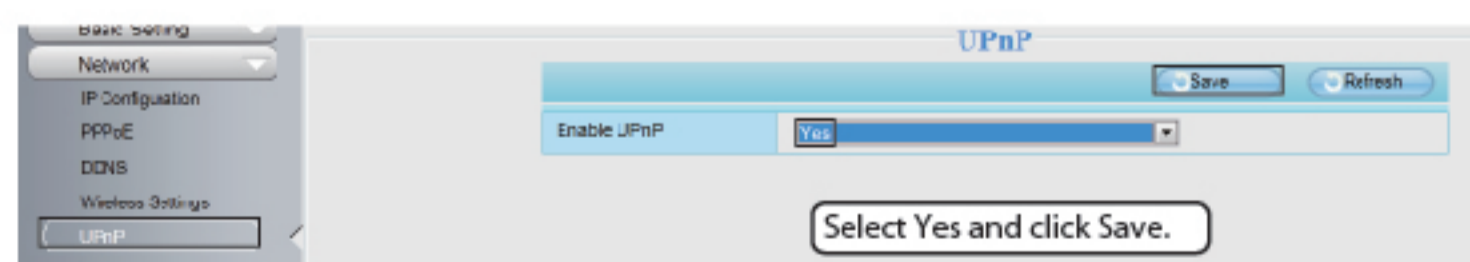 Basic Setting
Network
IP Configuration
PPPoE
DDNS
Wireless Settings
UPnP
UPnP
Save
Refresh
Enable UPnP
Yes
Select Yes and click Save.